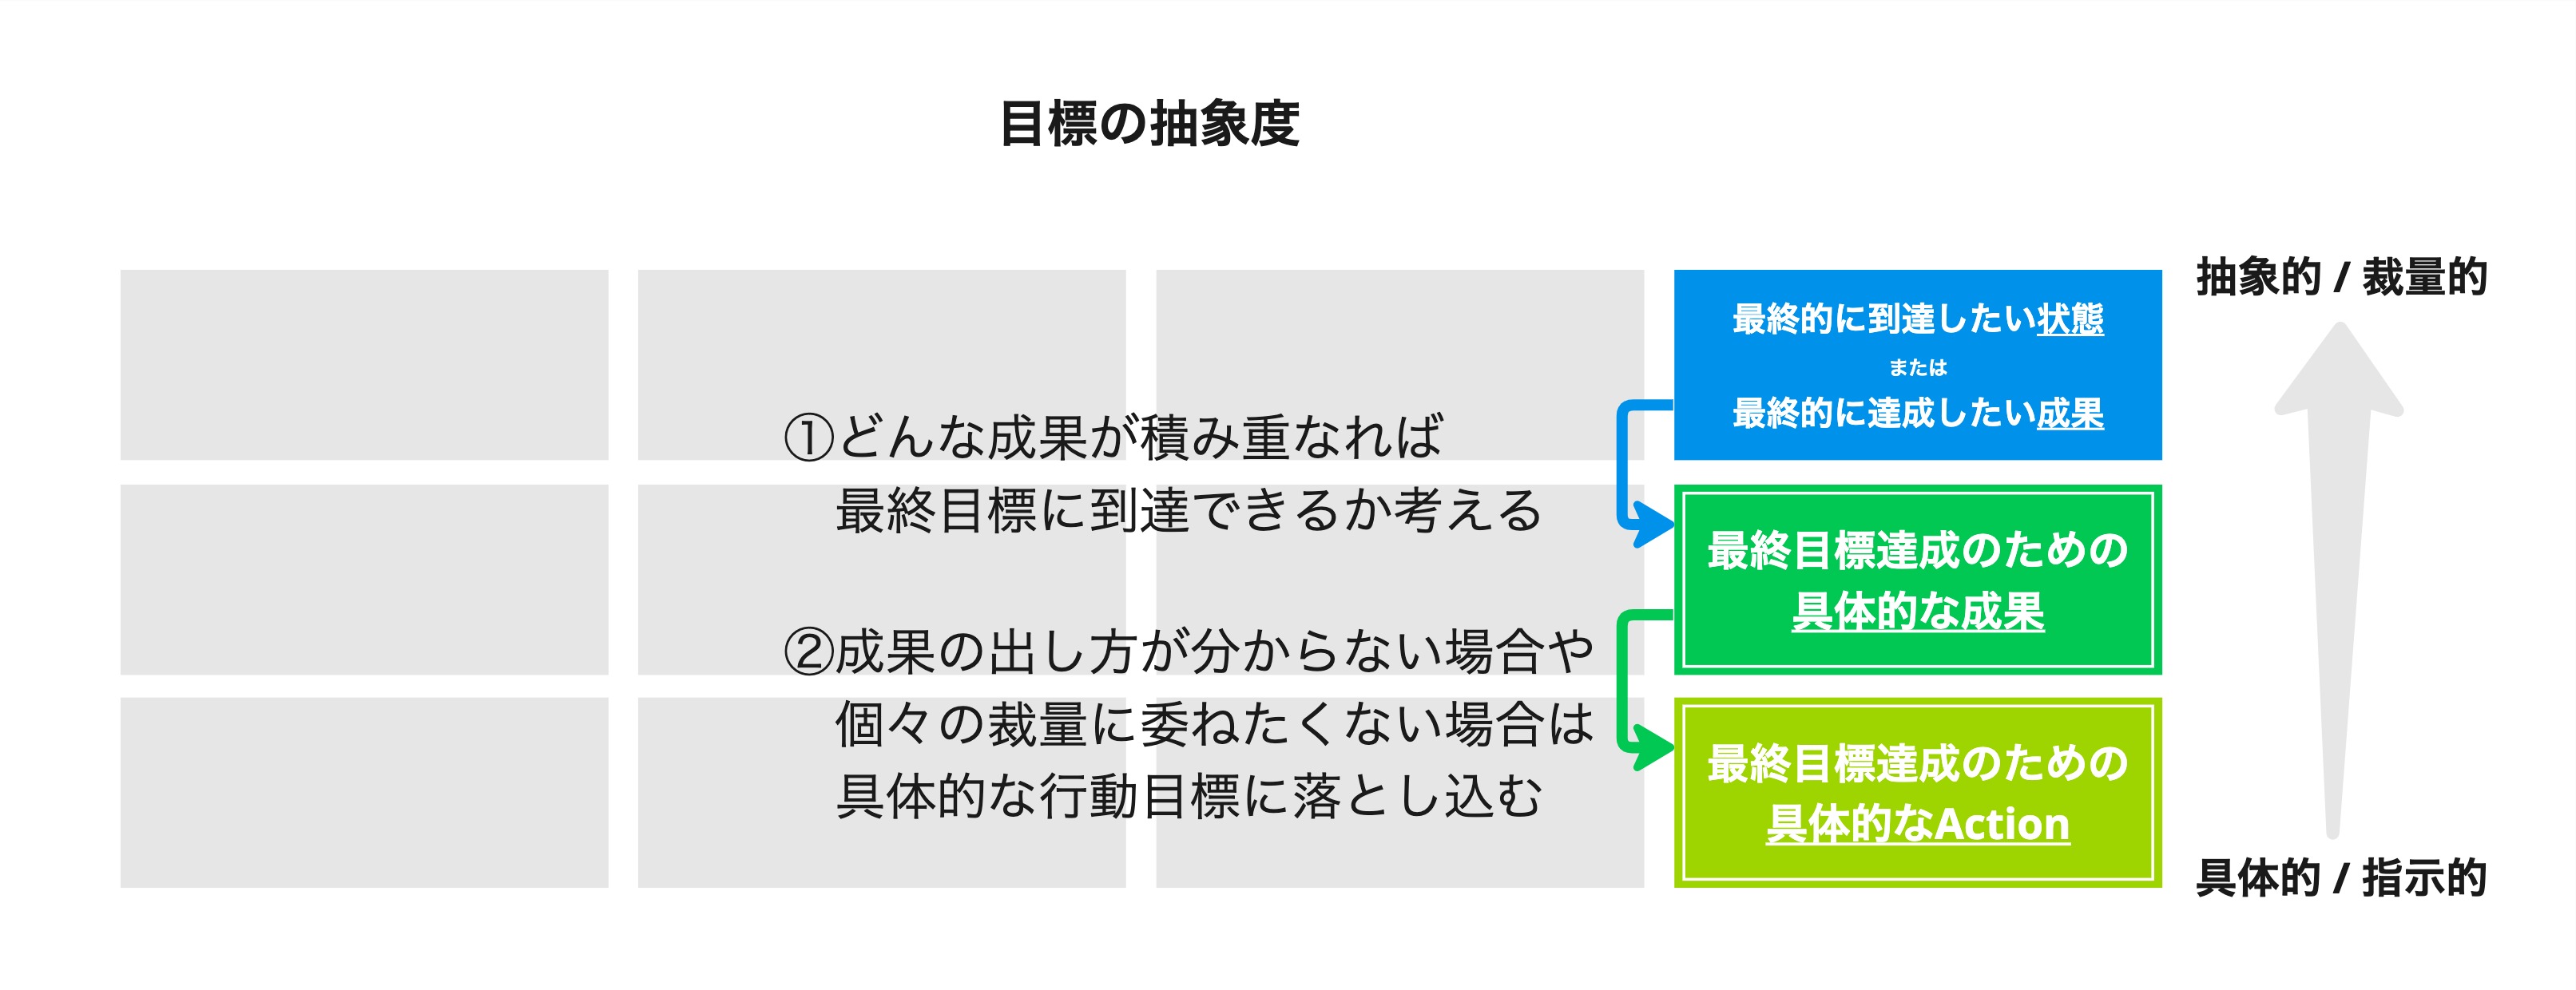 目標の抽象度
抽象的 / 裁量的
最終的に到達したい状態
または
最終的に達成したい成果
①どんな成果が積み重なれば
最終目標に到達できるか考える
最終目標達成のための
具体的な成果
②成果の出し方が分からない場合や
個々の裁量に委ねたくない場合は
具体的な行動目標に落とし込む
最終目標達成のための
具体的なAction
具体的 / 指示的